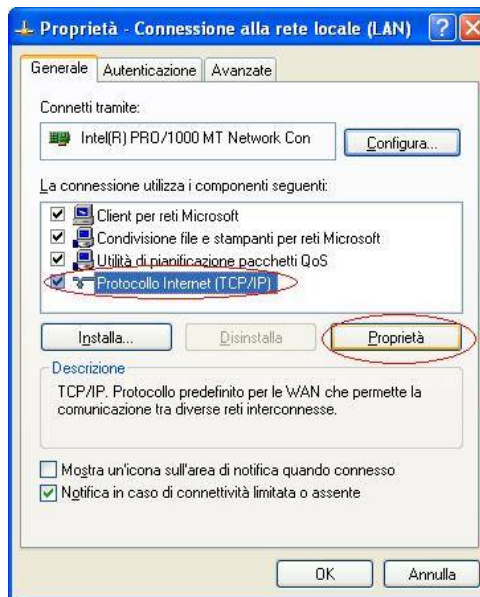 Proprietà - Connessione alla rete locale (LAN)
Generale Autenticazione Avanzate
Connetti tramite:
Intel(R) PRO/1000 MT Network Con
Configura...
La connessione utilizza i componenti seguenti:
Client per reti Microsoft
Condivisione file e stampanti per reti Microsoft
Utilità di pianificazione pacchetti QoS
Protocollo Internet (TCP/IP)
Installa... Disinstalla Proprietà
Descrizione
TCP/IP. Protocollo predefinito per le WAN che permette la
comunicazione tra diverse reti interconnesse.
Mostra un'icona sull'area di notifica quando connesso
Notifica in caso di connettività limitata o assente
OK Annulla